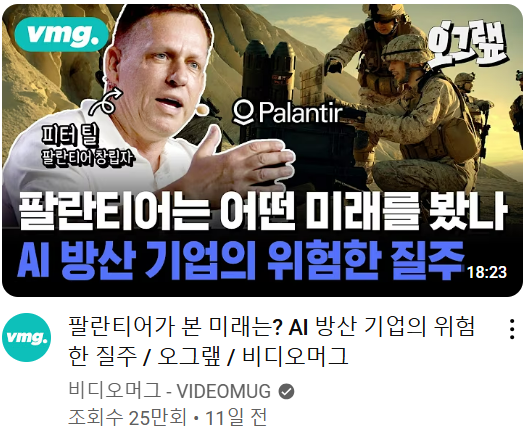 vmg.
오그랲
Palantir
피터 틸
팔란티어 창립자
팔란티어는 어떤 미래를 봤나
AI 방산 기업의 위험한 질주
18:23
vmg.
팔란티어가 본 미래는? AI 방산 기업의 위험
한 질주 / 오그랲 / 비디오머그
비디오머그 - VIDEOMUG
조회수 25만회 • 11일 전